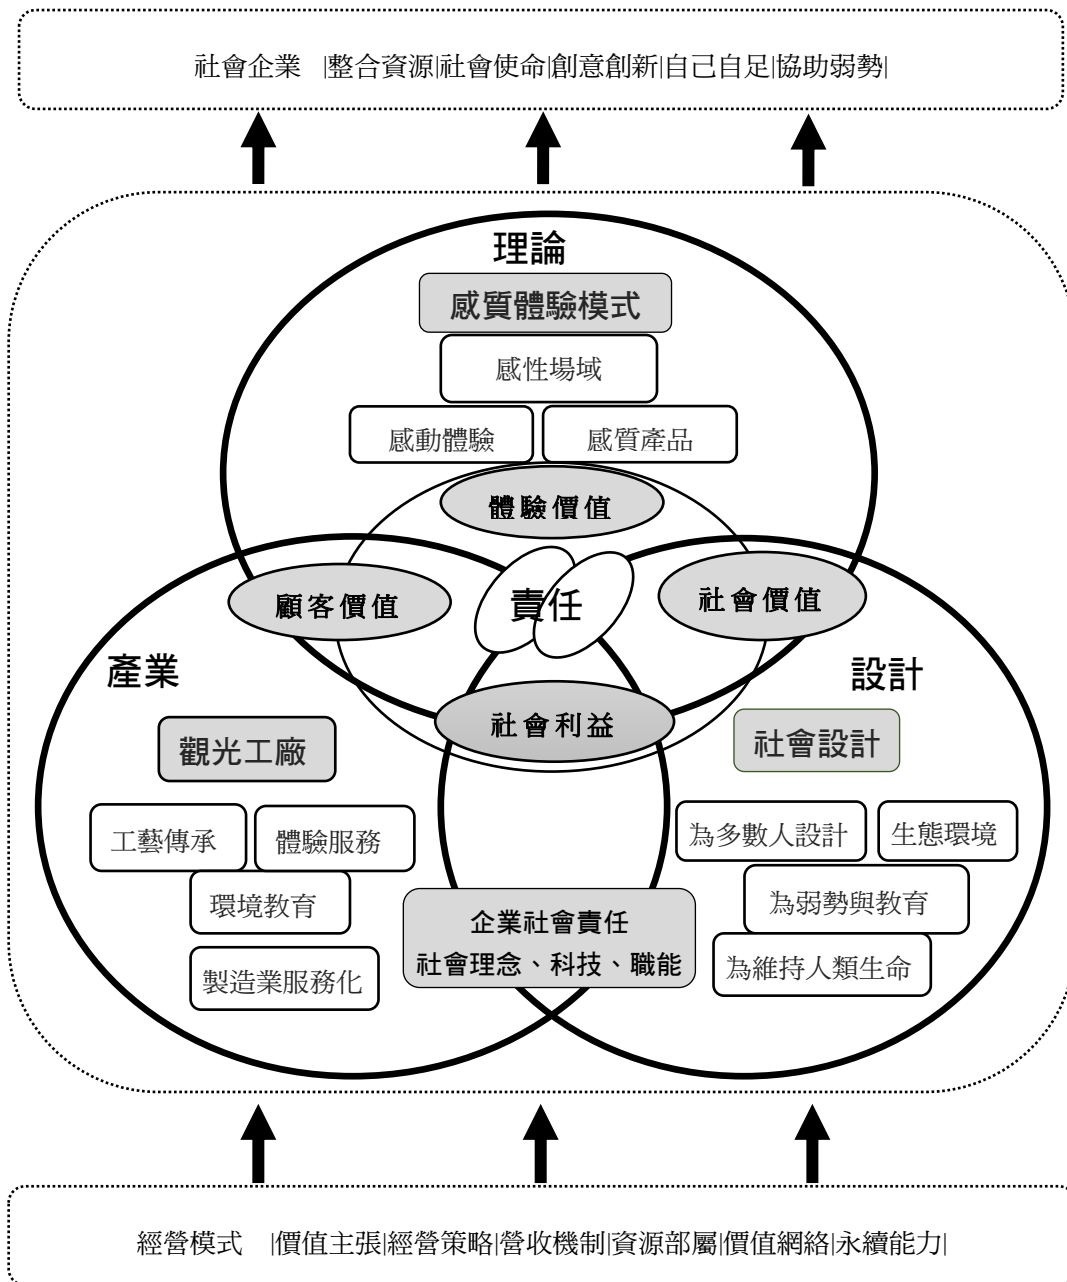 社會企業 |整合資源|社會使命|創意創新|自己自足|協助弱勢|
理論
感質體驗模式
感性場域
感動體驗
感質產品
體驗價值
顧客價值
責任
社會價值
產業
設計
社會利益
觀光工廠
社會設計
工藝傳承
體驗服務
為多數人設計
生態環境
環境教育
為弱勢與教育
企業社會責任
社會理念、科技、職能
製造業服務化
為維持人類生命
經營模式 |價值主張|經營策略|營收機制|資源部屬|價值網絡|永續能力|